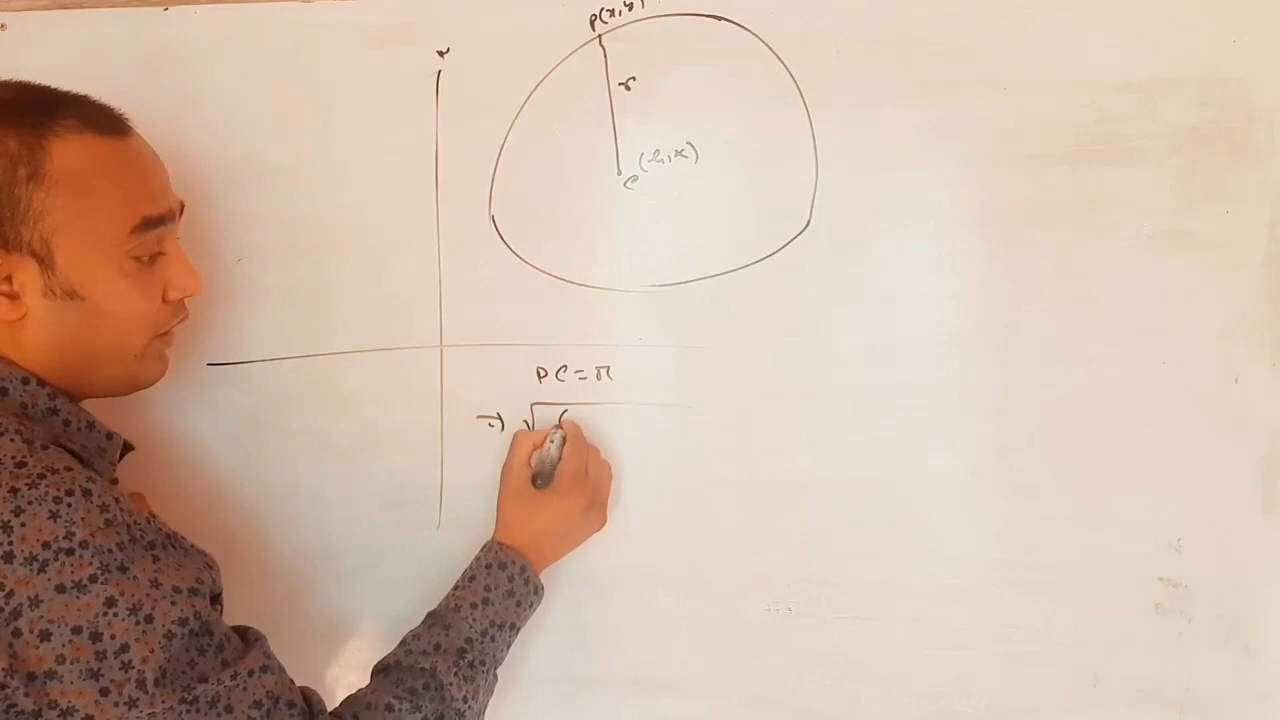 P(x,y)
r
(h,k)
C
PC=r
⇒ √(